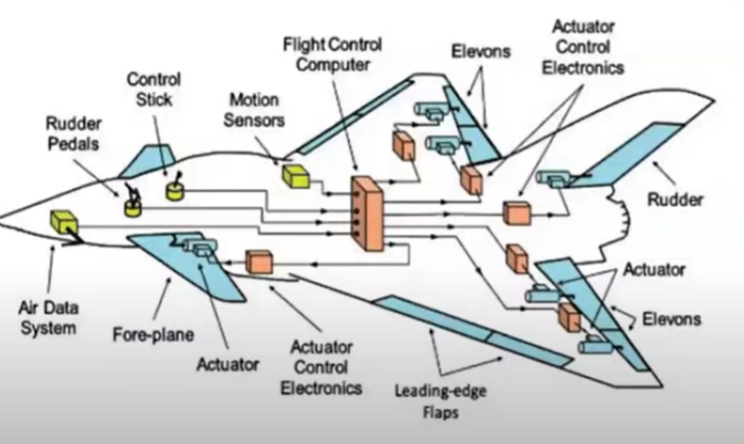 Actuator
Control
Electronics
Flight Control
Computer
Elevons
Control
Stick
Motion
Sensors
Rudder
Pedals
Rudder
Actuator
Elevons
Air Data
System
Fore-plane
Actuator
Actuator
Control
Electronics
Leading-edge
Flaps